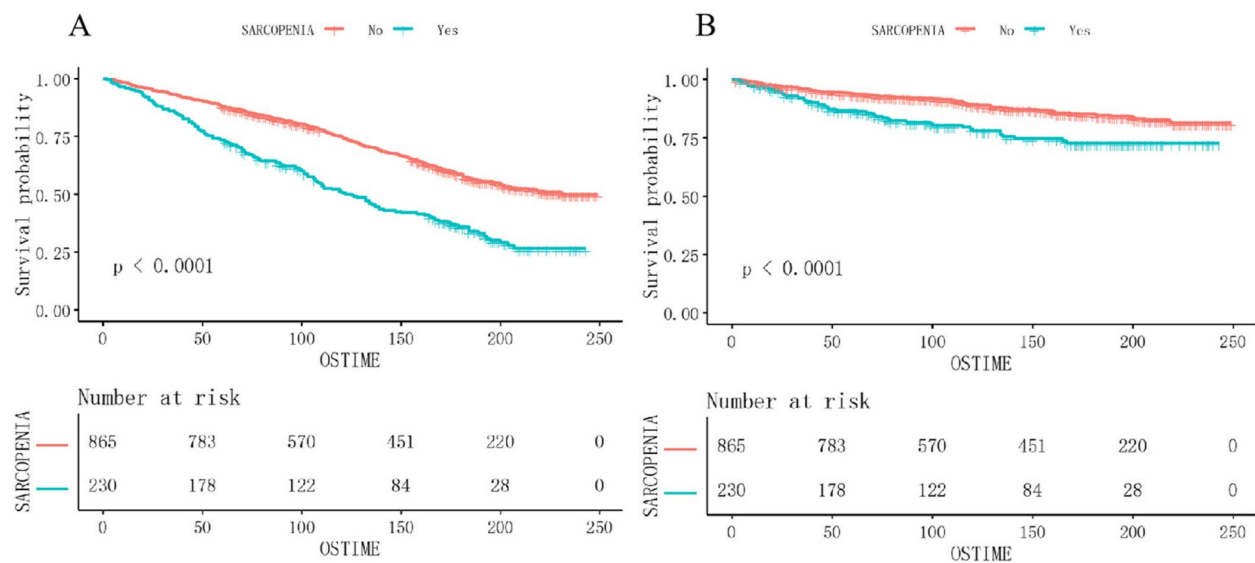 A
SARCOPENIA No Yes
Survival probability
1.00
0.75
0.50
0.25
0.00
p < 0.0001
0 50 100 150 200 250
OSTIME
Number at risk
SARCOPENIA
865 783 570 451 220 0
230 178 122 84 28 0
0 50 100 150 200 250
OSTIME
B
SARCOPENIA No Yes
Survival probability
1.00
0.75
0.50
0.25
0.00
p < 0.0001
0 50 100 150 200 250
OSTIME
Number at risk
SARCOPENIA
865 783 570 451 220 0
230 178 122 84 28 0
0 50 100 150 200 250
OSTIME